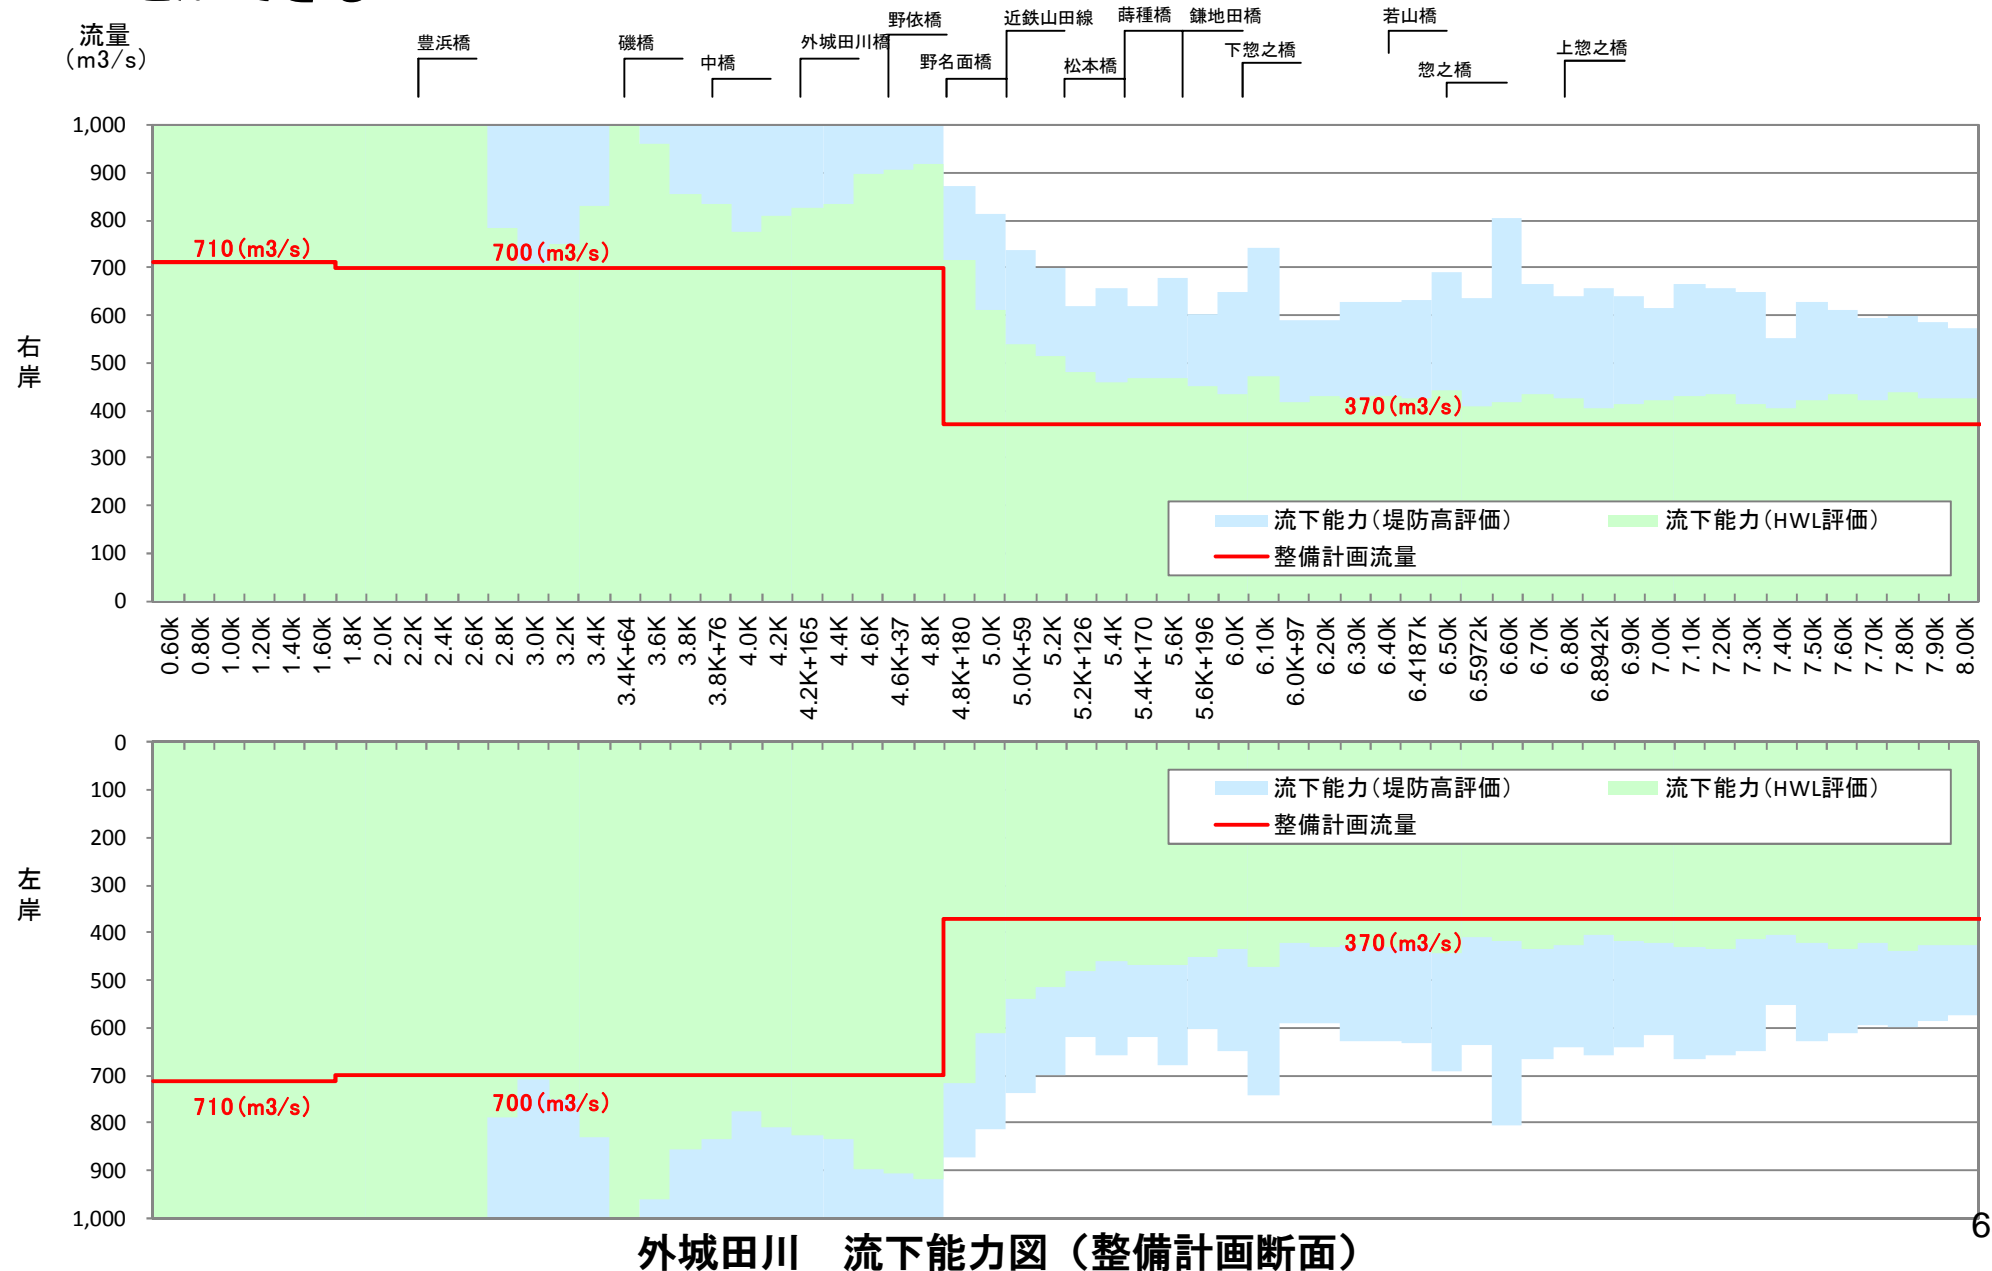 流量
(m3/s)
豊浜橋
磯橋
中橋
外城田川橋
野依橋
野名面橋
近鉄山田線
松本橋
蒔種橋
鎌地田橋
下惣之橋
若山橋
惣之橋
上惣之橋
右岸
1,000
900
800
700
600
500
400
300
200
100
0
710(m3/s)
700(m3/s)
370(m3/s)
流下能力(堤防高評価)
流下能力(HWL評価)
整備計画流量
0.60k
0.80k
1.00k
1.20k
1.40k
1.60k
1.8K
2.0K
2.2K
2.4K
2.6K
2.8K
3.0K
3.2K
3.4K
3.4K+64
3.6K
3.8K
3.8K+76
4.0K
4.2K
4.2K+165
4.4K
4.6K
4.6K+37
4.8K
4.8K+180
5.0K
5.0K+59
5.2K
5.2K+126
5.4K
5.4K+170
5.6K
5.6K+196
6.0K
6.10k
6.0K+97
6.20k
6.30k
6.40k
6.4187k
6.50k
6.5972k
6.60k
6.70k
6.80k
6.8942k
6.90k
7.00k
7.10k
7.20k
7.30k
7.40k
7.50k
7.60k
7.70k
7.80k
7.90k
8.00k
左岸
0
100
200
300
400
500
600
700
800
900
1,000
流下能力(堤防高評価)
流下能力(HWL評価)
整備計画流量
370(m3/s)
710(m3/s)
700(m3/s)
6
外城田川 流下能力図(整備計画断面)